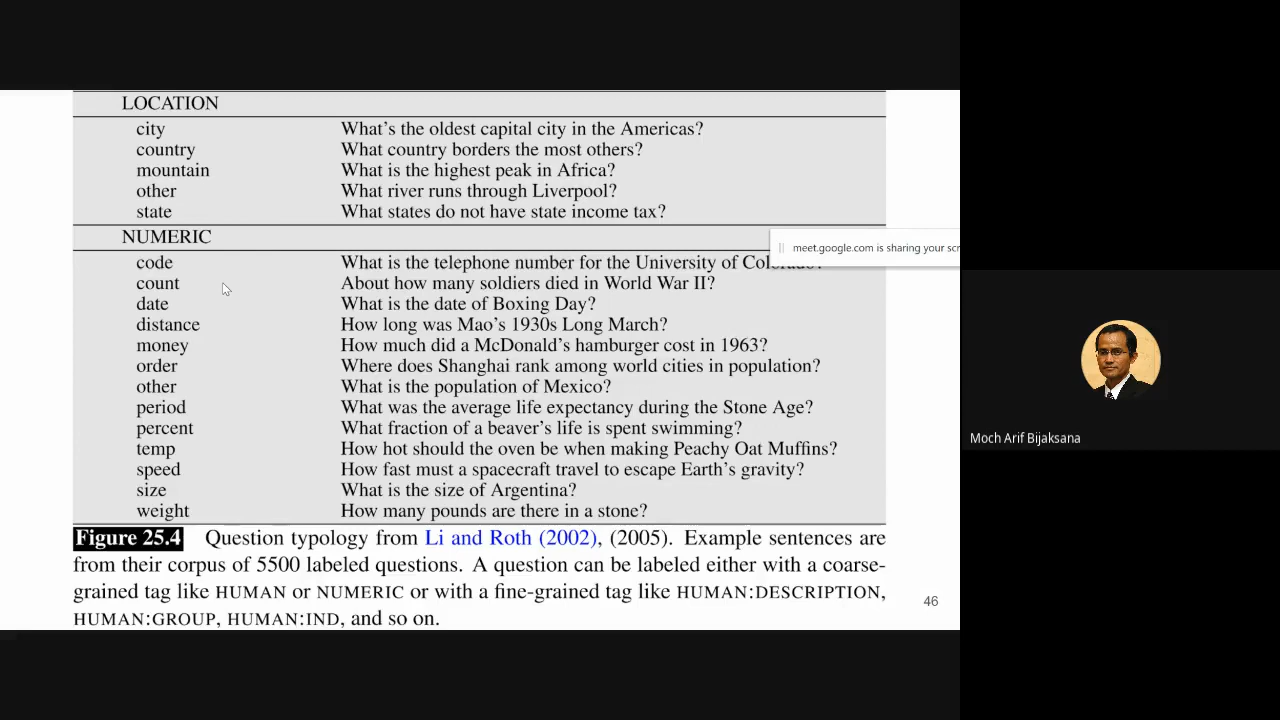 LOCATION
city What's the oldest capital city in the Americas?
country What country borders the most others?
mountain What is the highest peak in Africa?
other What river runs through Liverpool?
state What states do not have state income tax?
NUMERIC
meet.google.com is sharing your scr
code What is the telephone number for the University of Colorado?
count About how many soldiers died in World War II?
date What is the date of Boxing Day?
distance How long was Mao's 1930s Long March?
money How much did a McDonald's hamburger cost in 1963?
order Where does Shanghai rank among world cities in population?
other What is the population of Mexico?
period What was the average life expectancy during the Stone Age?
percent What fraction of a beaver's life is spent swimming?
temp How hot should the oven be when making Peachy Oat Muffins?
speed How fast must a spacecraft travel to escape Earth's gravity?
size What is the size of Argentina?
weight How many pounds are there in a stone?
Figure 25.4 Question typology from Li and Roth (2002), (2005). Example sentences are
from their corpus of 5500 labeled questions. A question can be labeled either with a coarse-
grained tag like HUMAN or NUMERIC or with a fine-grained tag like HUMAN:DESCRIPTION,
HUMAN:GROUP, HUMAN:IND, and so on.
46
Moch Arif Bijaksana